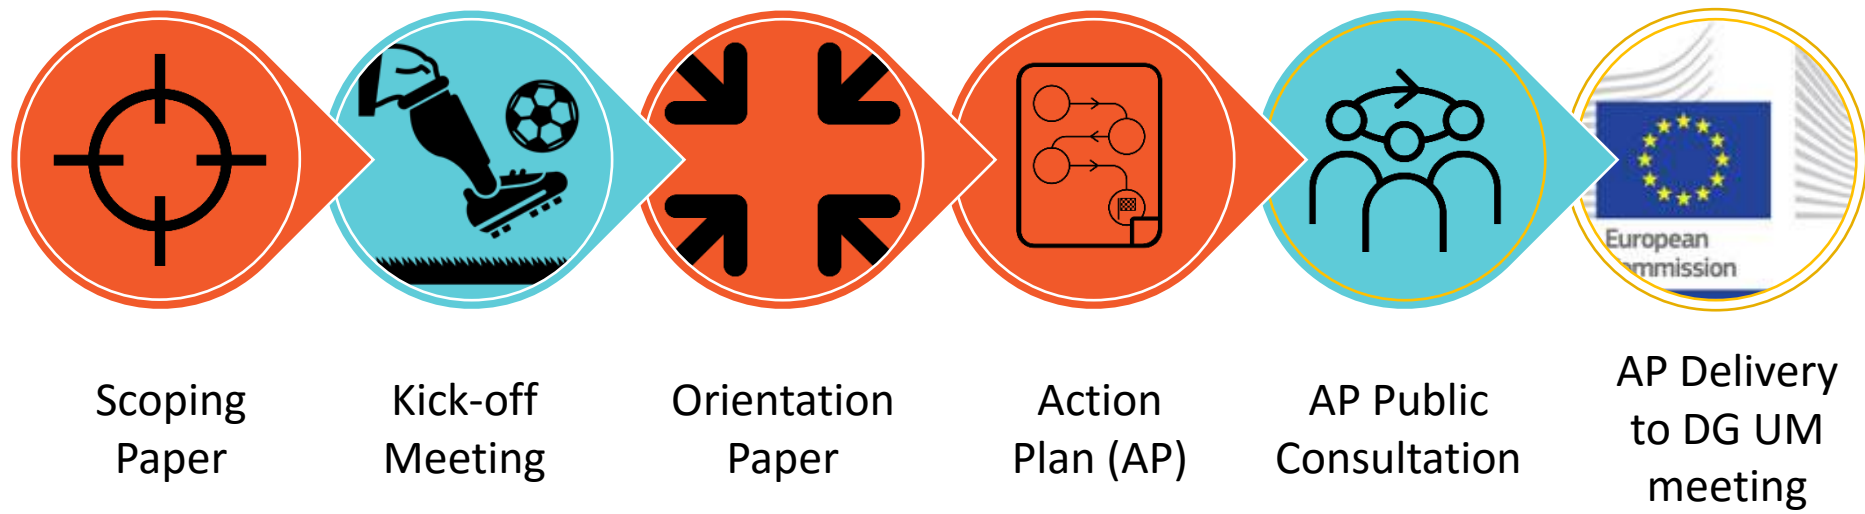 European
Commission
Scoping
Paper
Kick-off
Meeting
Orientation
Paper
Action
Plan (AP)
AP Public
Consultation
AP Delivery
to DG UM
meeting